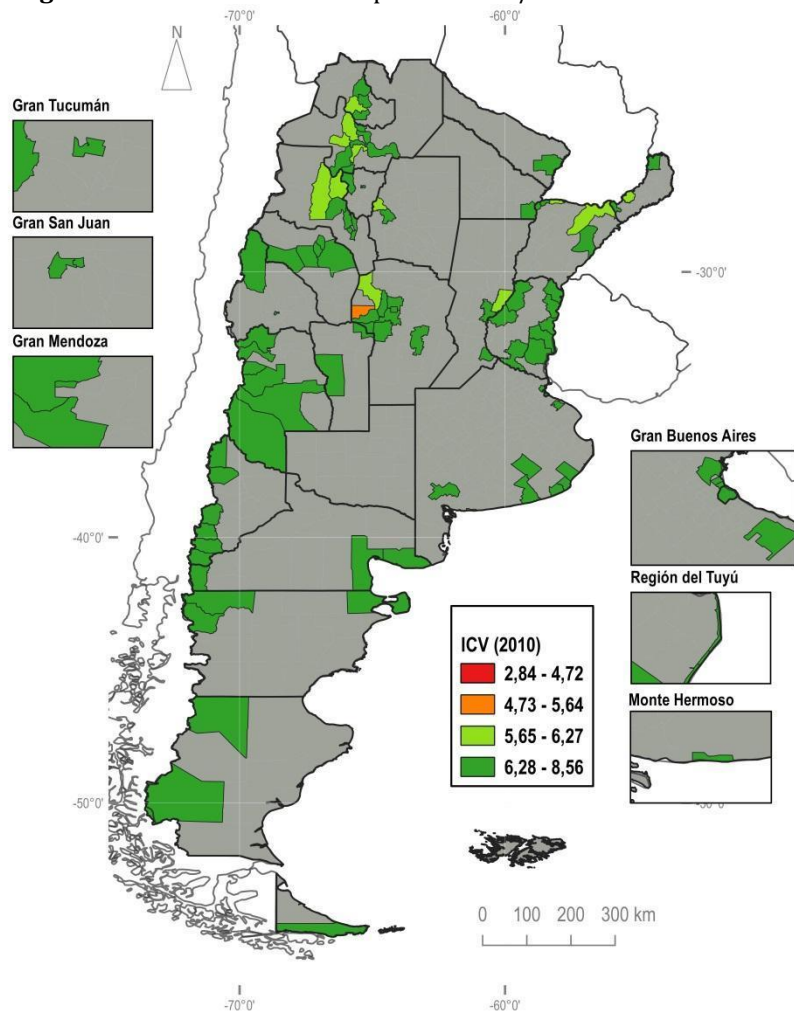 -70°0'
-60°0'
N
Gran Tucumán
Gran San Juan
-30°0'
Gran Mendoza
Gran Buenos Aires
-40°0'
Región del Tuyú
ICV (2010)
2,84 - 4,72
4,73 - 5,64
5,65 - 6,27
6,28 - 8,56
Monte Hermoso
-50°0'
0 100 200 300 km
-70°0'
-60°0'